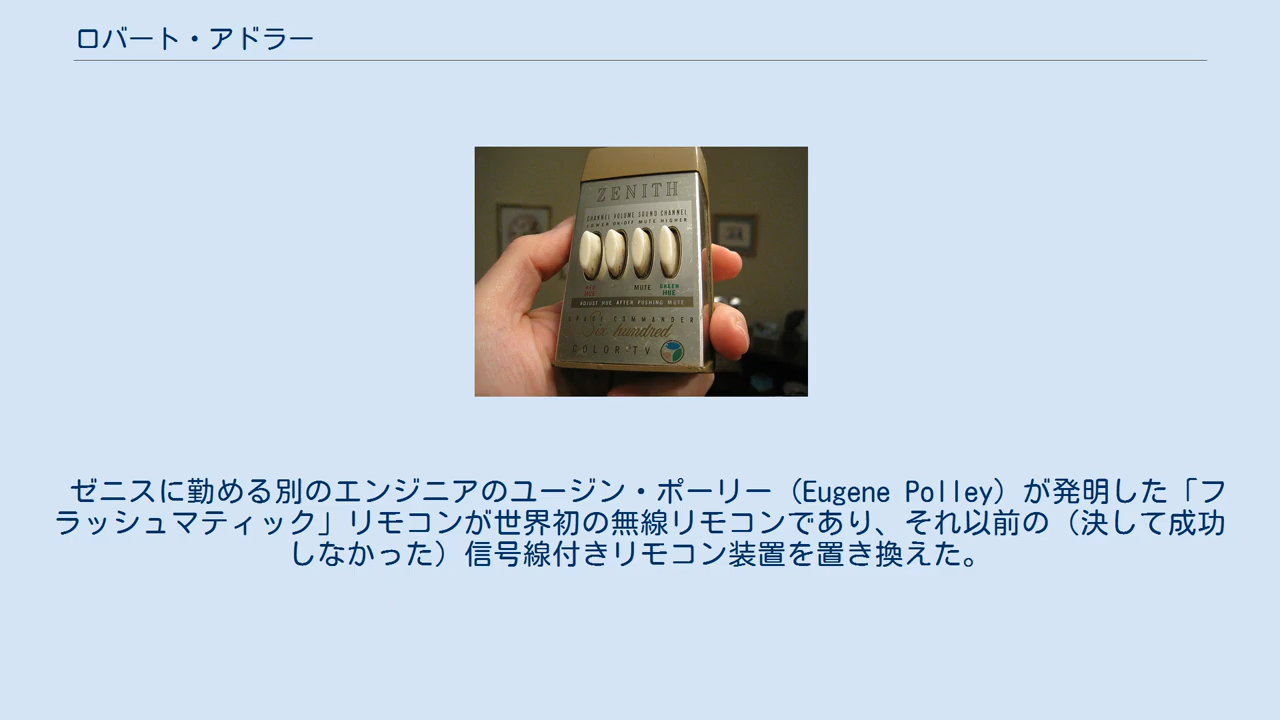 ロバート・アドラー
ZENITH
CHANNEL VOLUME SOUND CHANNEL
LOWER ON-OFF MUTE HIGHER
RED MUTE GREEN
HUE HUE
ADJUST HUE AFTER PUSHING MUTE
SPACE COMMANDER
Six hundred
COLOR TV
ゼニスに勤める別のエンジニアのユージン・ポーリー（Eugene Polley）が発明した「フ
ラッシュマティック」リモコンが世界初の無線リモコンであり、それ以前の（決して成功
しなかった）信号線付きリモコン装置を置き換えた。